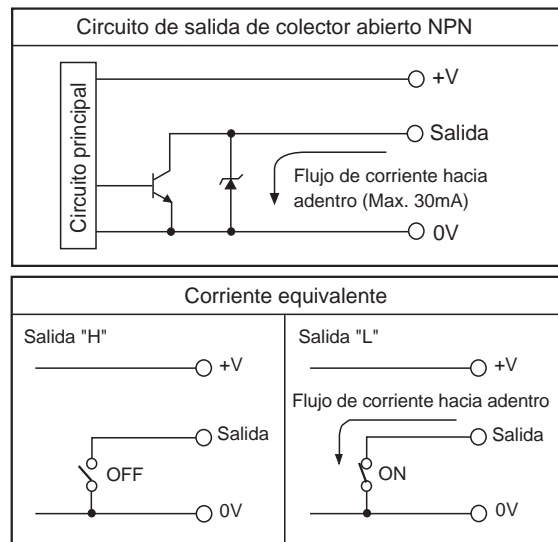 Circuito de salida de colector abierto NPN
Circuito principal
+V
Salida
Flujo de corriente hacia
adentro (Max. 30mA)
0V
Corriente equivalente
Salida "H"
+V
Salida
OFF
0V
Salida "L"
+V
Flujo de corriente hacia adentro
Salida
ON
0V